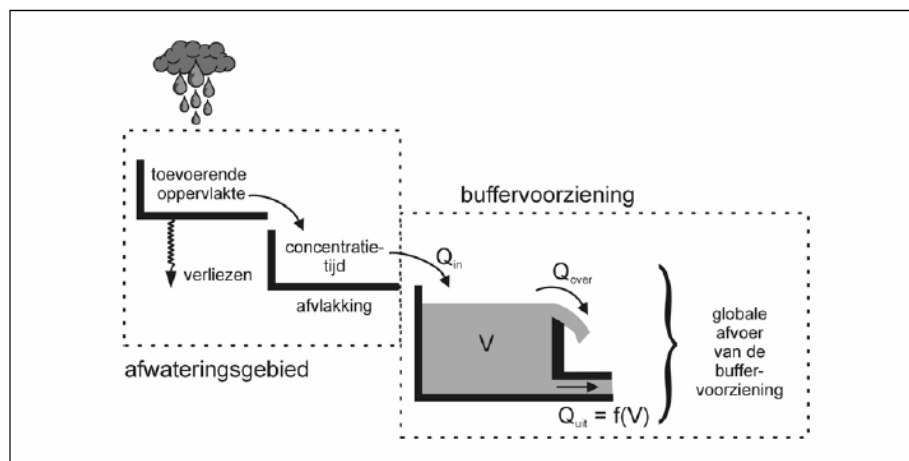 toevoerende
oppervlakte
verliezen
concentratie-
tijd
afvlakking
afwateringsgebied
buffervoorziening
Qin
Qover
V
Quit = f(V)
globale
afvoer
van de
buffer-
voorziening